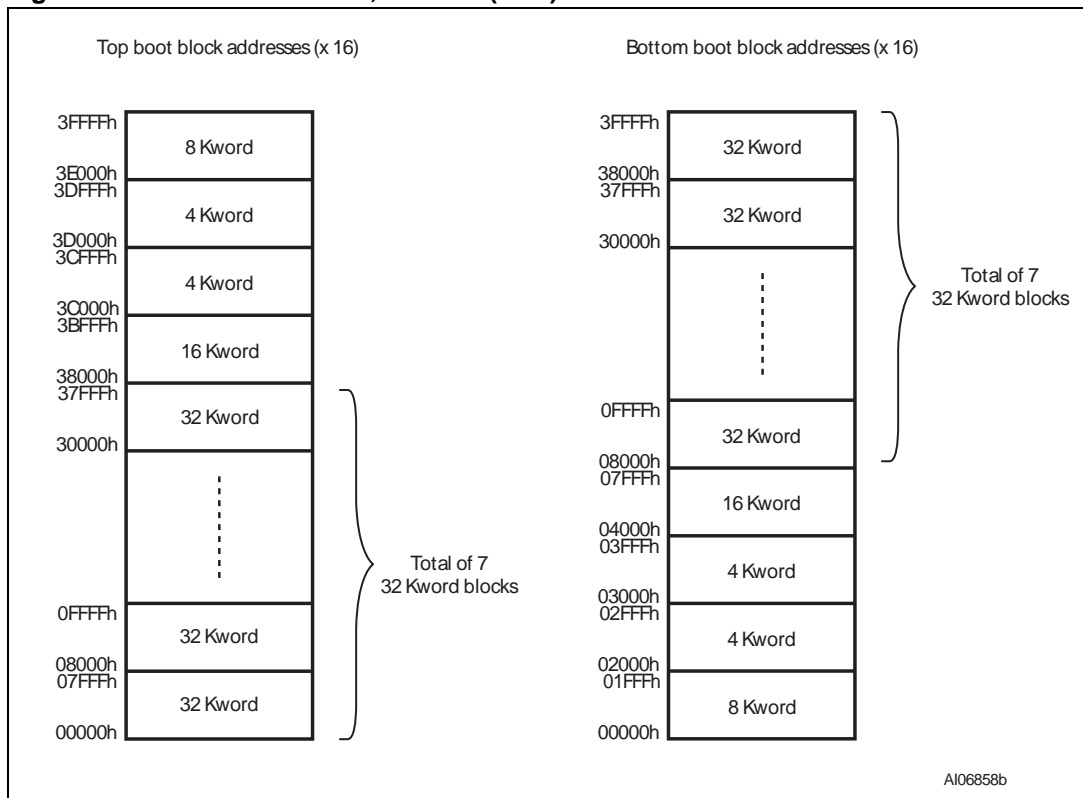 Top boot block addresses (x 16)
3FFFFh
8 Kword
3E000h
3DFFFh
4 Kword
3D000h
3CFFFh
4 Kword
3C000h
3BFFFh
16 Kword
38000h
37FFFh
32 Kword
30000h
Total of 7
32 Kword blocks
0FFFFh
32 Kword
08000h
07FFFh
32 Kword
00000h
Bottom boot block addresses (x 16)
3FFFFh
32 Kword
38000h
37FFFh
32 Kword
30000h
Total of 7
32 Kword blocks
0FFFFh
32 Kword
08000h
07FFFh
16 Kword
04000h
03FFFh
4 Kword
03000h
02FFFh
4 Kword
02000h
01FFFh
8 Kword
00000h
AI06858b